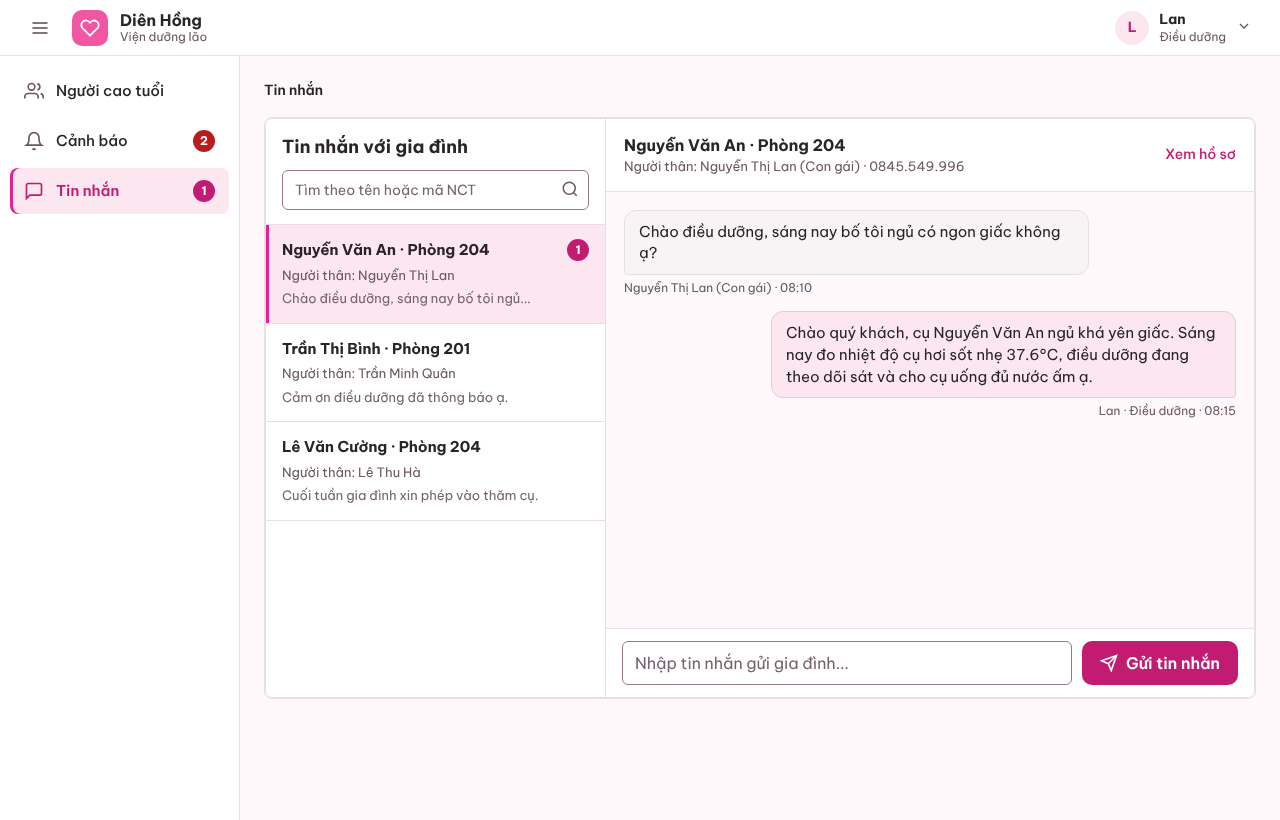 Diên Hồng
Viện dưỡng lão
L
Lan
Điều dưỡng
Người cao tuổi
Cảnh báo
2
Tin nhắn
1
Tin nhắn
Tin nhắn với gia đình
Tìm theo tên hoặc mã NCT
Nguyễn Văn An · Phòng 204
1
Người thân: Nguyễn Thị Lan
Chào điều dưỡng, sáng nay bố tôi ngủ...
Trần Thị Bình · Phòng 201
Người thân: Trần Minh Quân
Cảm ơn điều dưỡng đã thông báo ạ.
Lê Văn Cường · Phòng 204
Người thân: Lê Thu Hà
Cuối tuần gia đình xin phép vào thăm cụ.
Nguyễn Văn An · Phòng 204
Người thân: Nguyễn Thị Lan (Con gái) · 0845.549.996
Xem hồ sơ
Chào điều dưỡng, sáng nay bố tôi ngủ có ngon giấc không
ạ?
Nguyễn Thị Lan (Con gái) · 08:10
Chào quý khách, cụ Nguyễn Văn An ngủ khá yên giấc. Sáng
nay đo nhiệt độ cụ hơi sốt nhẹ 37.6°C, điều dưỡng đang
theo dõi sát và cho cụ uống đủ nước ấm ạ.
Lan · Điều dưỡng · 08:15
Nhập tin nhắn gửi gia đình...
Gửi tin nhắn